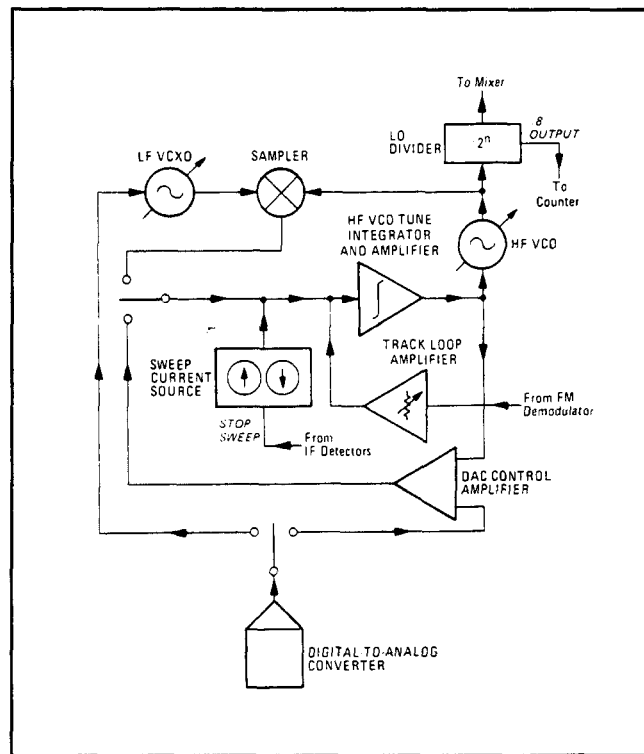 To Mixer
LO
DIVIDER
2ⁿ
8
OUTPUT
To
Counter
LF VCXO
SAMPLER
HF VCO TUNE
INTEGRATOR
AND AMPLIFIER
HF VCO
∫
SWEEP
CURRENT
SOURCE
TRACK LOOP
AMPLIFIER
From FM
Demodulator
STOP
SWEEP
From
IF Detectors
DAC CONTROL
AMPLIFIER
DIGITAL-TO-ANALOG
CONVERTER